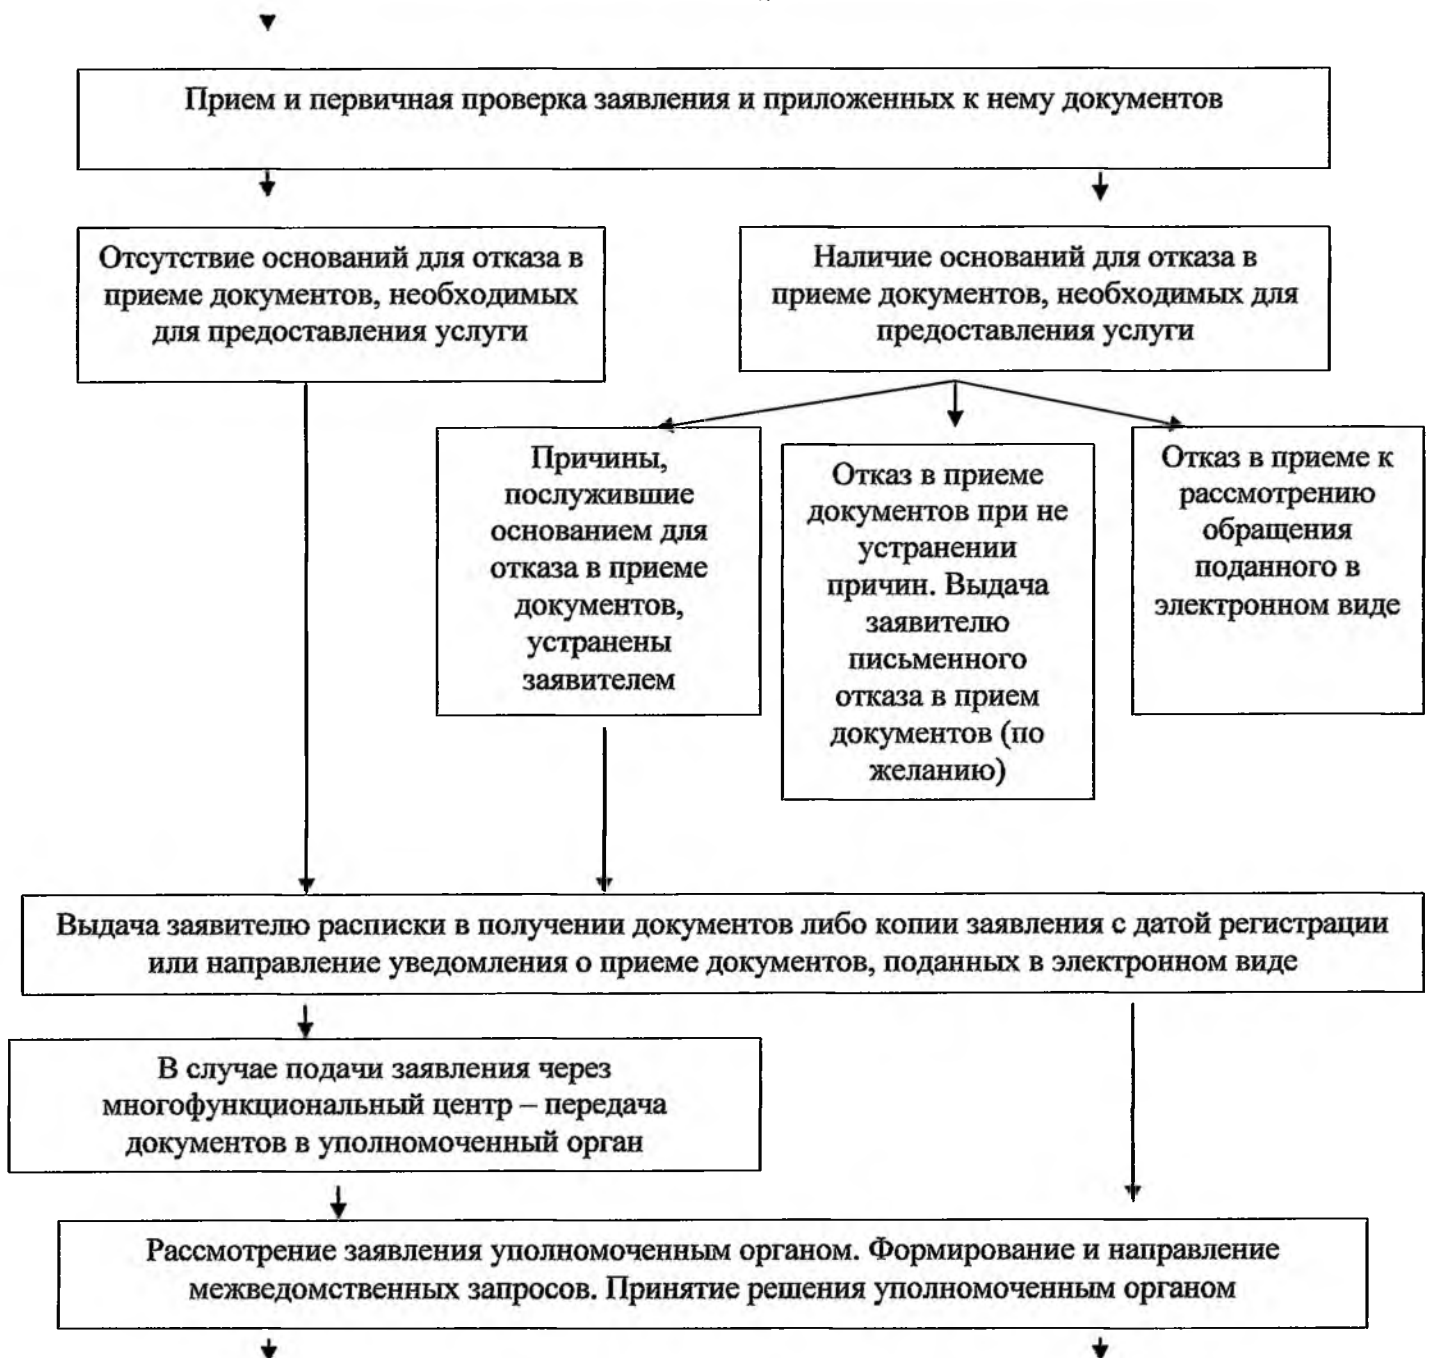 Прием и первичная проверка заявления и приложенных к нему документов
Отсутствие оснований для отказа в
приеме документов, необходимых
для предоставления услуги
Наличие оснований для отказа в
приеме документов, необходимых для
предоставления услуги
Причины,
послужившие
основанием для
отказа в приеме
документов,
устранены
заявителем
Отказ в приеме
документов при не
устранении
причин. Выдача
заявителю
письменного
отказа в прием
документов (по
желанию)
Отказ в приеме к
рассмотрению
обращения
поданного в
электронном виде
Выдача заявителю расписки в получении документов либо копии заявления с датой регистрации
или направление уведомления о приеме документов, поданных в электронном виде
В случае подачи заявления через
многофункциональный центр – передача
документов в уполномоченный орган
Рассмотрение заявления уполномоченным органом. Формирование и направление
межведомственных запросов. Принятие решения уполномоченным органом